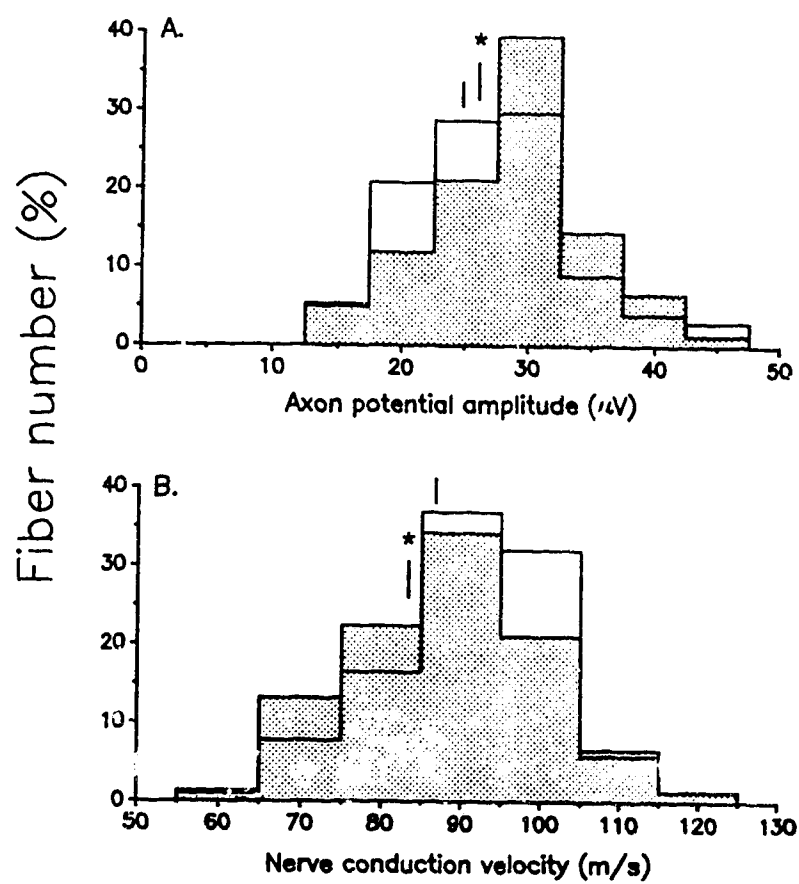 Fiber number (%)
A.
*
40
30
20
10
0
0 10 20 30 40 50
Axon potential amplitude (µV)
B.
*
40
30
20
10
0
50 60 70 80 90 100 110 120 130
Nerve conduction velocity (m/s)